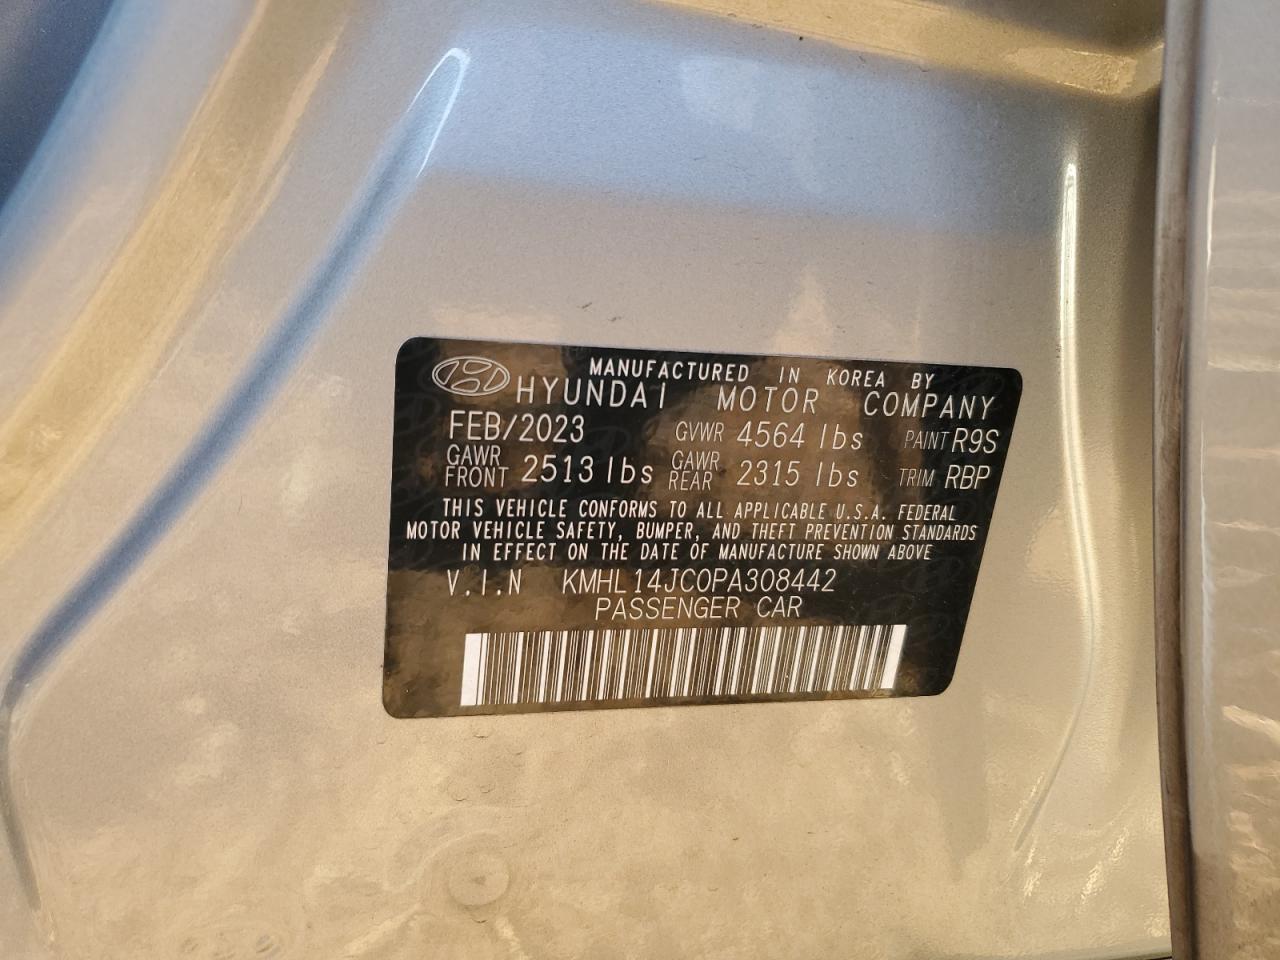 MANUFACTURED IN KOREA BY
HYUNDAI MOTOR COMPANY
FEB/2023 GVWR 4564 lbs PAINT R9S
GAWR FRONT 2513 lbs GAWR REAR 2315 lbs TRIM RBP
THIS VEHICLE CONFORMS TO ALL APPLICABLE U.S.A. FEDERAL
MOTOR VEHICLE SAFETY, BUMPER, AND THEFT PREVENTION STANDARDS
IN EFFECT ON THE DATE OF MANUFACTURE SHOWN ABOVE
V.I.N KMHL14JC0PA308442
PASSENGER CAR